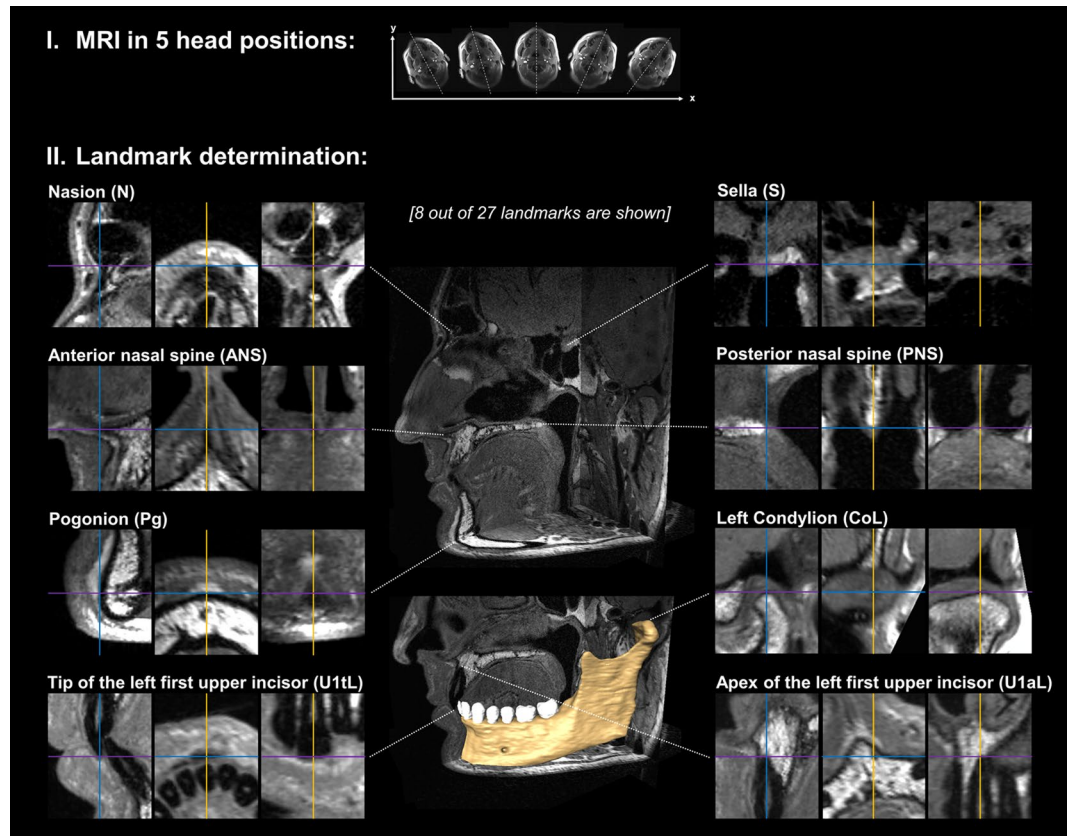 I. MRI in 5 head positions:
y
x
II. Landmark determination:
Nasion (N)
[8 out of 27 landmarks are shown]
Sella (S)
Anterior nasal spine (ANS)
Posterior nasal spine (PNS)
Pogonion (Pg)
Left Condylion (CoL)
Tip of the left first upper incisor (U1tL)
Apex of the left first upper incisor (U1aL)